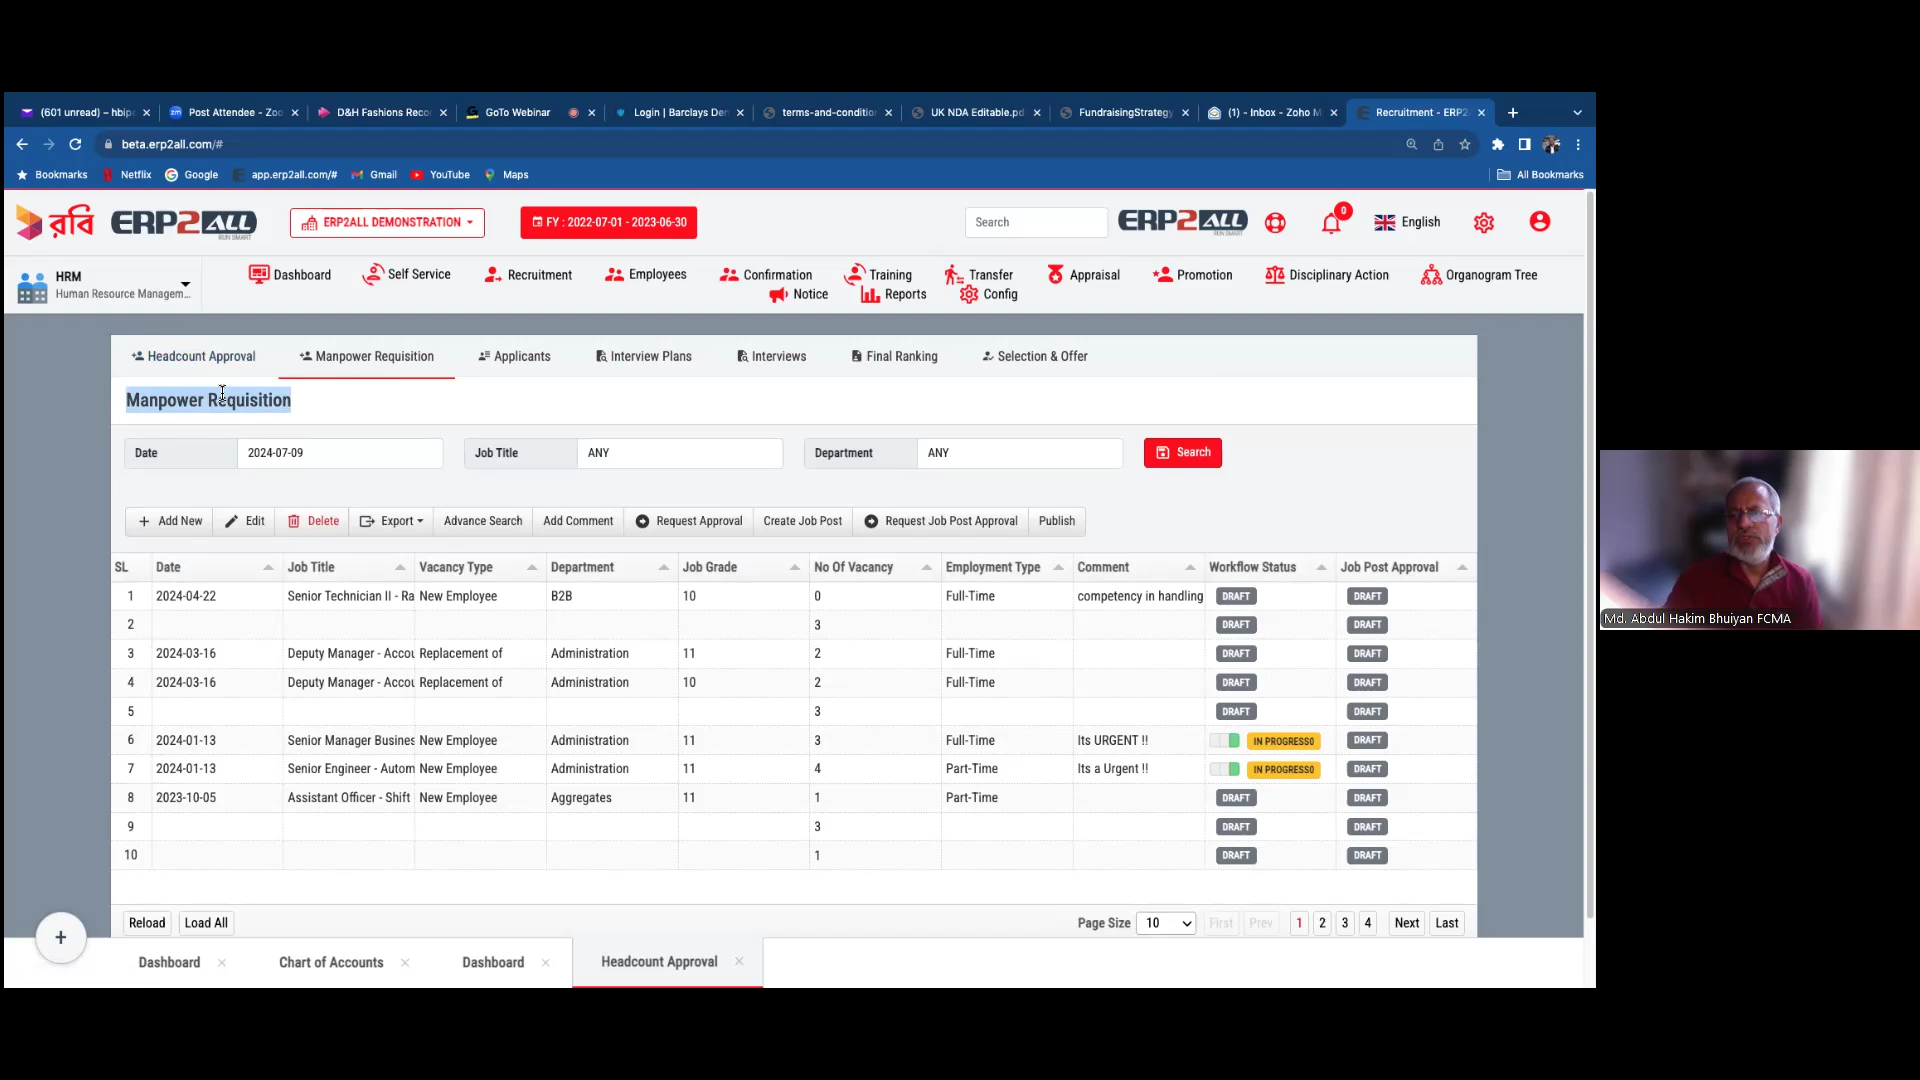 (601 unread) – hbipe
Post Attendee - Zoo
D&H Fashions Reco
GoTo Webinar
Login | Barclays Der
terms-and-condition
UK NDA Editable.pd
FundraisingStrategy
(1) - Inbox - Zoho M
Recruitment - ERP2
beta.erp2all.com/#
Bookmarks Netflix Google app.erp2all.com/# Gmail YouTube Maps All Bookmarks
রবি ERP2ALL RUN SMART ERP2ALL DEMONSTRATION FY : 2022-07-01 - 2023-06-30 Search ERP2ALL RUN SMART 0 English
HRM
Human Resource Managem...
Dashboard Self Service Recruitment Employees Confirmation Training Transfer Appraisal Promotion Disciplinary Action Organogram Tree
Notice Reports Config
Headcount Approval Manpower Requisition Applicants Interview Plans Interviews Final Ranking Selection & Offer
Manpower Requisition
Date 2024-07-09 Job Title ANY Department ANY Search
Add New Edit Delete Export Advance Search Add Comment Request Approval Create Job Post Request Job Post Approval Publish
SL Date Job Title Vacancy Type Department Job Grade No Of Vacancy Employment Type Comment Workflow Status Job Post Approval
1 2024-04-22 Senior Technician II - Ra New Employee B2B 10 0 Full-Time competency in handling DRAFT DRAFT
2 3 DRAFT DRAFT
3 2024-03-16 Deputy Manager - Accou Replacement of Administration 11 2 Full-Time DRAFT DRAFT
4 2024-03-16 Deputy Manager - Accou Replacement of Administration 10 2 Full-Time DRAFT DRAFT
5 3 DRAFT DRAFT
6 2024-01-13 Senior Manager Busines New Employee Administration 11 3 Full-Time Its URGENT !! IN PROGRESS0 DRAFT
7 2024-01-13 Senior Engineer - Autom New Employee Administration 11 4 Part-Time Its a Urgent !! IN PROGRESS0 DRAFT
8 2023-10-05 Assistant Officer - Shift New Employee Aggregates 11 1 Part-Time DRAFT DRAFT
9 3 DRAFT DRAFT
10 1 DRAFT DRAFT
Reload Load All Page Size 10 First Prev 1 2 3 4 Next Last
Dashboard Chart of Accounts Dashboard Headcount Approval
Md. Abdul Hakim Bhuiyan FCMA